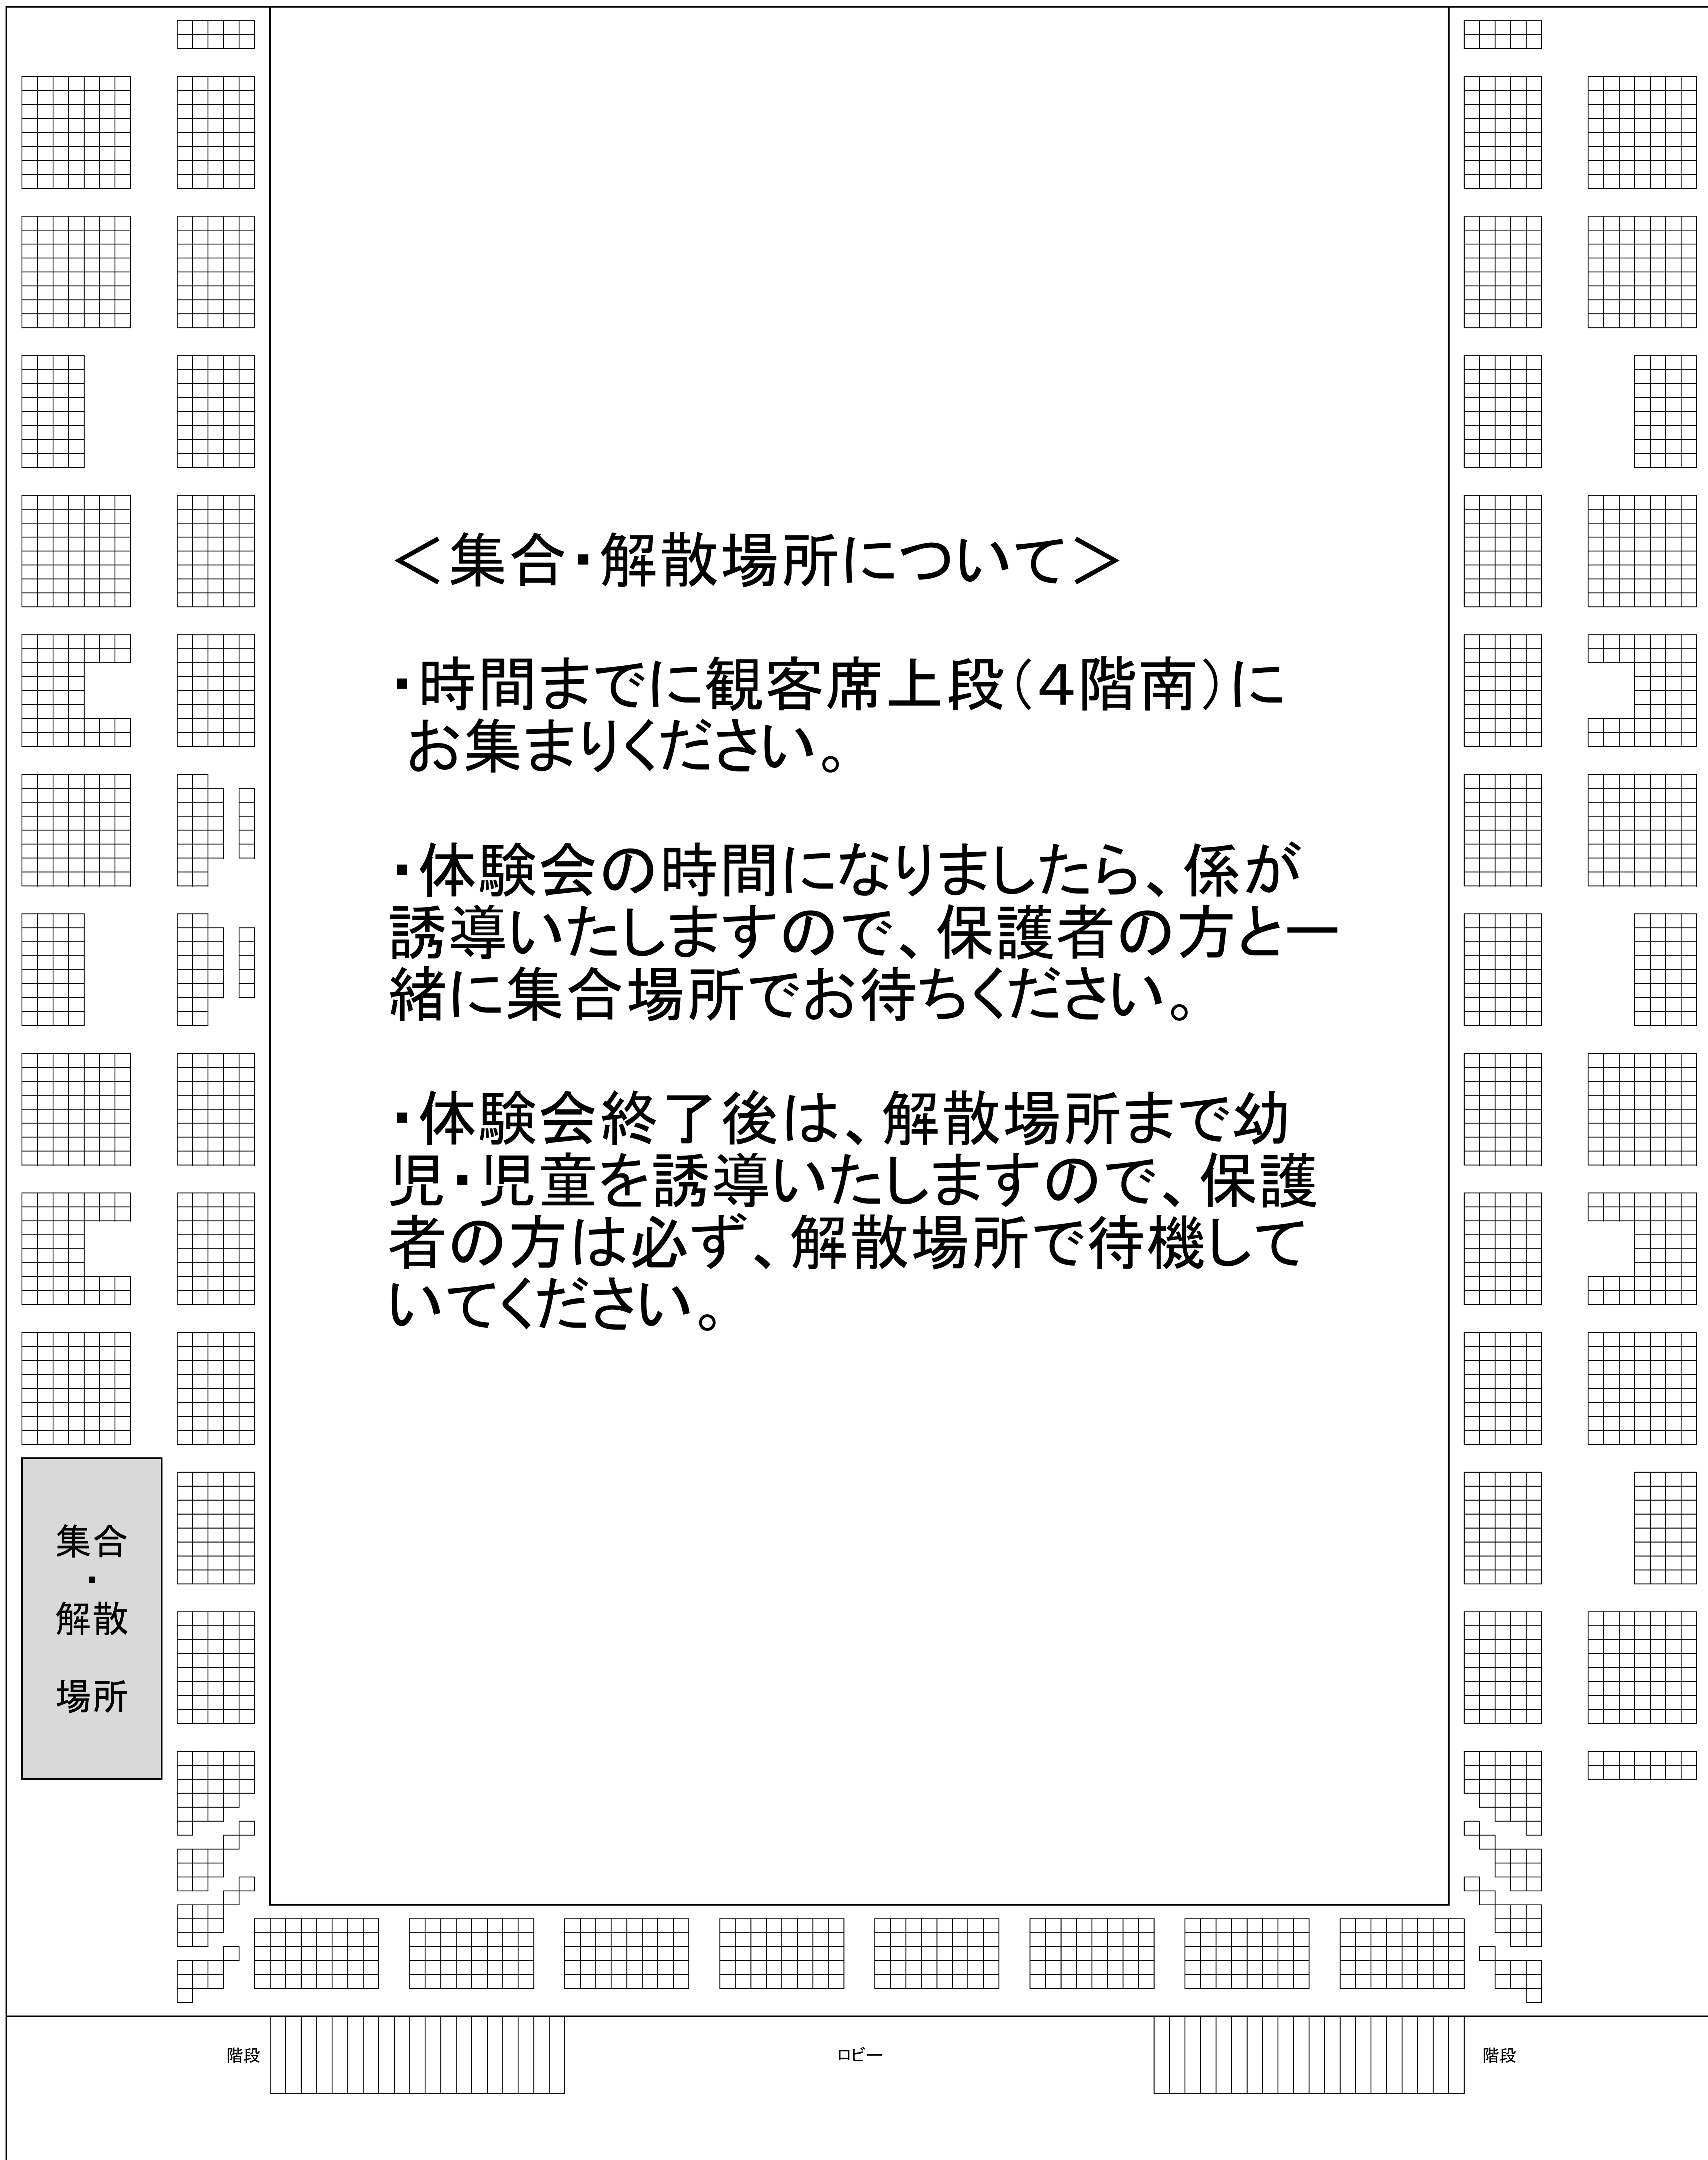 ＜集合・解散場所について＞
・時間までに観客席上段（４階南）に
お集まりください。
・体験会の時間になりましたら、係が
誘導いたしますので、保護者の方と一
緒に集合場所でお待ちください。
・体験会終了後は、解散場所まで幼
児・児童を誘導いたしますので、保護
者の方は必ず、解散場所で待機して
いてください。
集合
・
解散
場所
階段
ロビー
階段